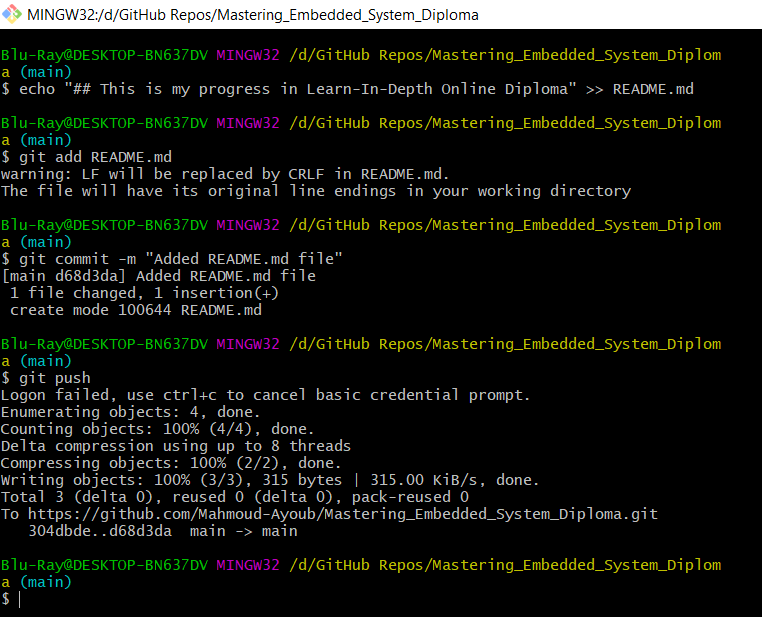 MINGW32:/d/GitHub Repos/Mastering_Embedded_System_Diploma
Blu-Ray@DESKTOP-BN637DV MINGW32 /d/GitHub Repos/Mastering_Embedded_System_Diplom
a (main)
$ echo "## This is my progress in Learn-In-Depth Online Diploma" >> README.md
Blu-Ray@DESKTOP-BN637DV MINGW32 /d/GitHub Repos/Mastering_Embedded_System_Diplom
a (main)
$ git add README.md
warning: LF will be replaced by CRLF in README.md.
The file will have its original line endings in your working directory
Blu-Ray@DESKTOP-BN637DV MINGW32 /d/GitHub Repos/Mastering_Embedded_System_Diplom
a (main)
$ git commit -m "Added README.md file"
[main d68d3da] Added README.md file
 1 file changed, 1 insertion(+)
 create mode 100644 README.md
Blu-Ray@DESKTOP-BN637DV MINGW32 /d/GitHub Repos/Mastering_Embedded_System_Diplom
a (main)
$ git push
Logon failed, use ctrl+c to cancel basic credential prompt.
Enumerating objects: 4, done.
Counting objects: 100% (4/4), done.
Delta compression using up to 8 threads
Compressing objects: 100% (2/2), done.
Writing objects: 100% (3/3), 315 bytes | 315.00 KiB/s, done.
Total 3 (delta 0), reused 0 (delta 0), pack-reused 0
To https://github.com/Mahmoud-Ayoub/Mastering_Embedded_System_Diploma.git
   304dbde..d68d3da  main -> main
Blu-Ray@DESKTOP-BN637DV MINGW32 /d/GitHub Repos/Mastering_Embedded_System_Diplom
a (main)
$